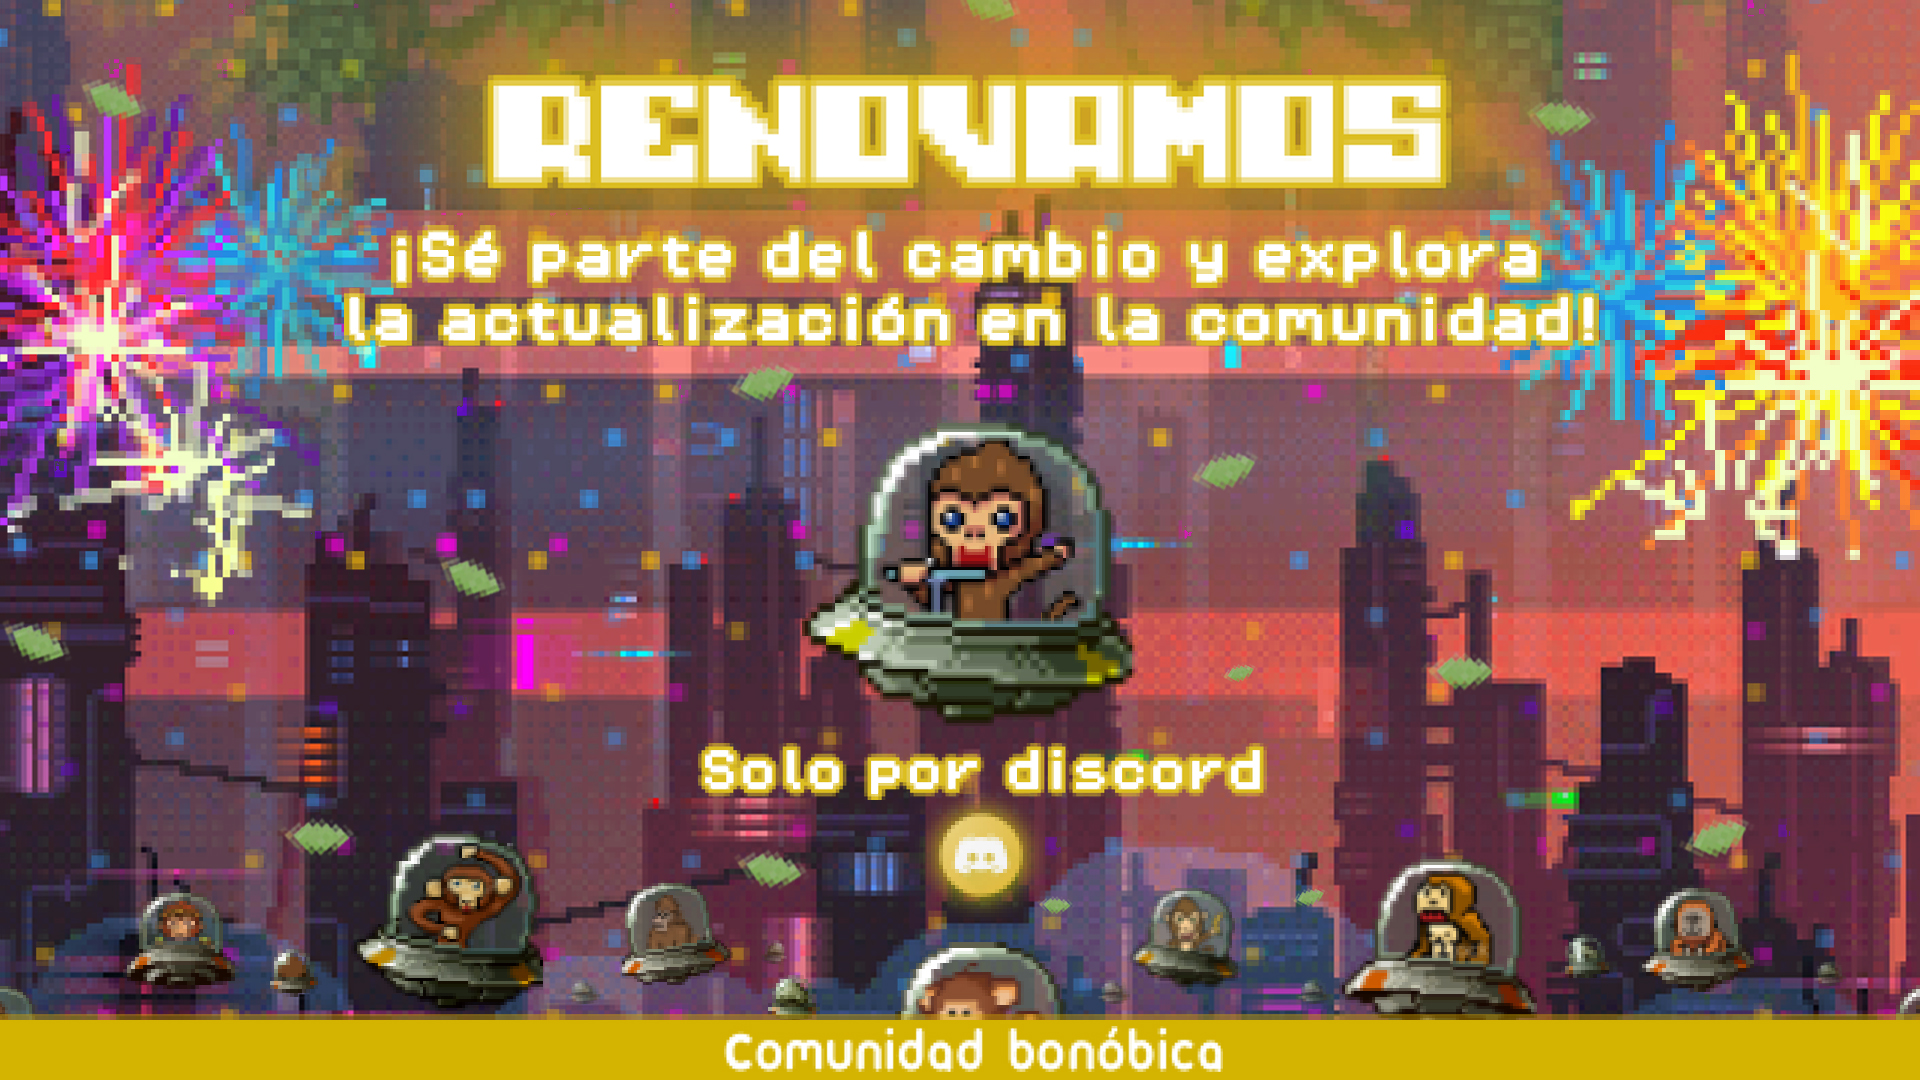 RENOVAMOS
¡Sé parte del cambio y explora
la actualización en la comunidad!
Solo por discord
Comunidad bonóbica